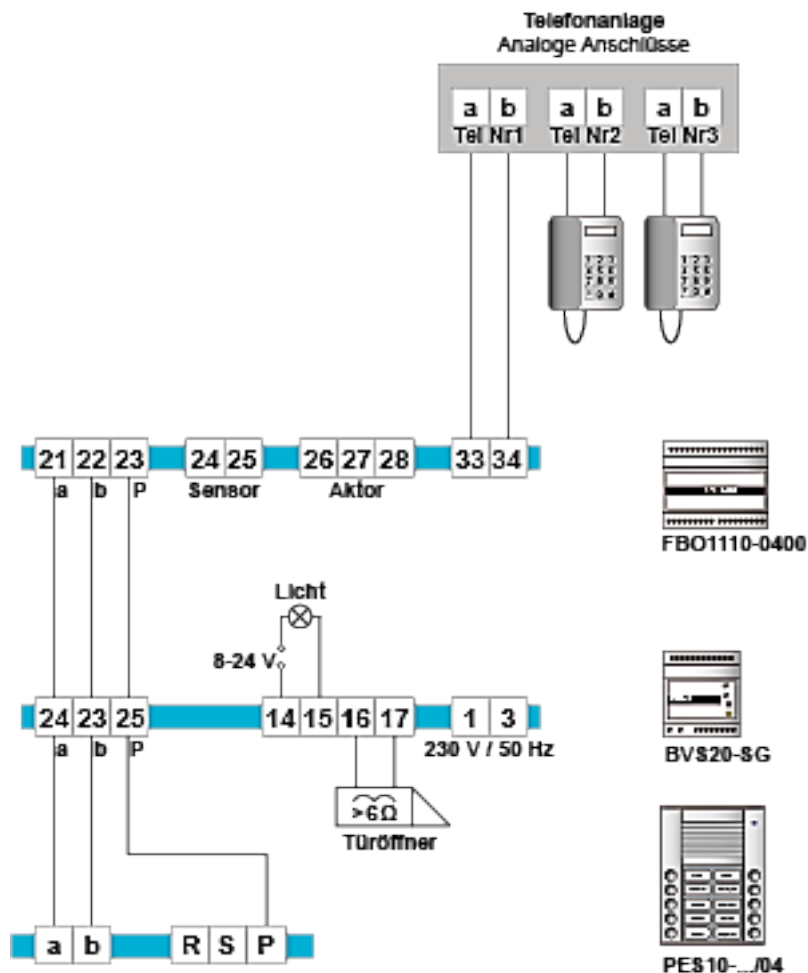 Telefonanlage
Analoge Anschlüsse
a b a b a b
Tel Nr1 Tel Nr2 Tel Nr3
21 22 23 24 25 26 27 28 33 34
a b P Sensor Aktor
FBO1110-0400
Licht
8-24 V
24 23 25 14 15 16 17 1 3
a b P 230 V / 50 Hz
BVS20-SG
>6Ω
Türöffner
a b R S P
PES10-.../04